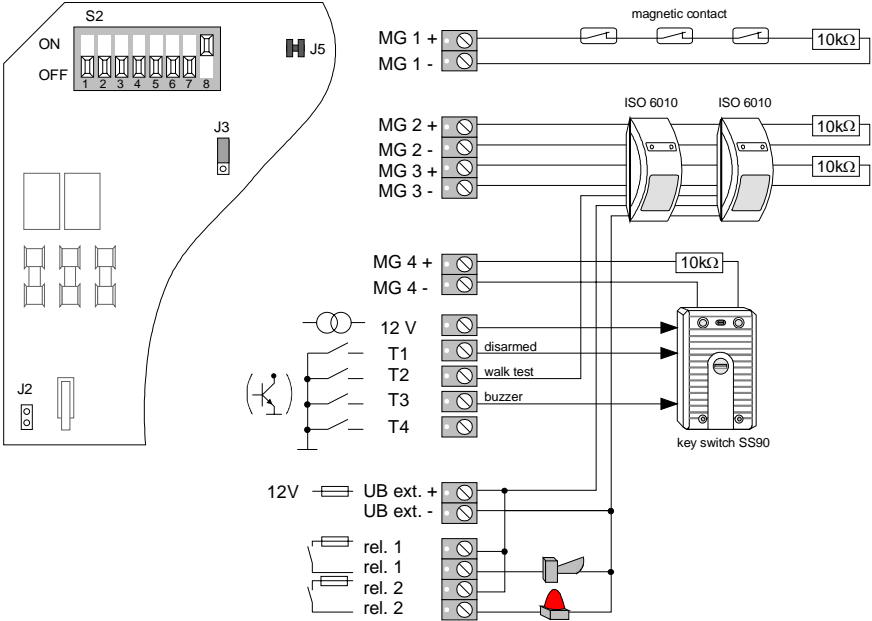 S2
ON
OFF
1 2 3 4 5 6 7 8
J5
J3
J2
magnetic contact
MG 1 +
MG 1 -
10kΩ
ISO 6010 ISO 6010
MG 2 +
MG 2 -
MG 3 +
MG 3 -
10kΩ
10kΩ
MG 4 +
MG 4 -
10kΩ
12 V
T1 disarmed
T2 walk test
T3 buzzer
T4
key switch SS90
12V UB ext. +
UB ext. -
rel. 1
rel. 1
rel. 2
rel. 2